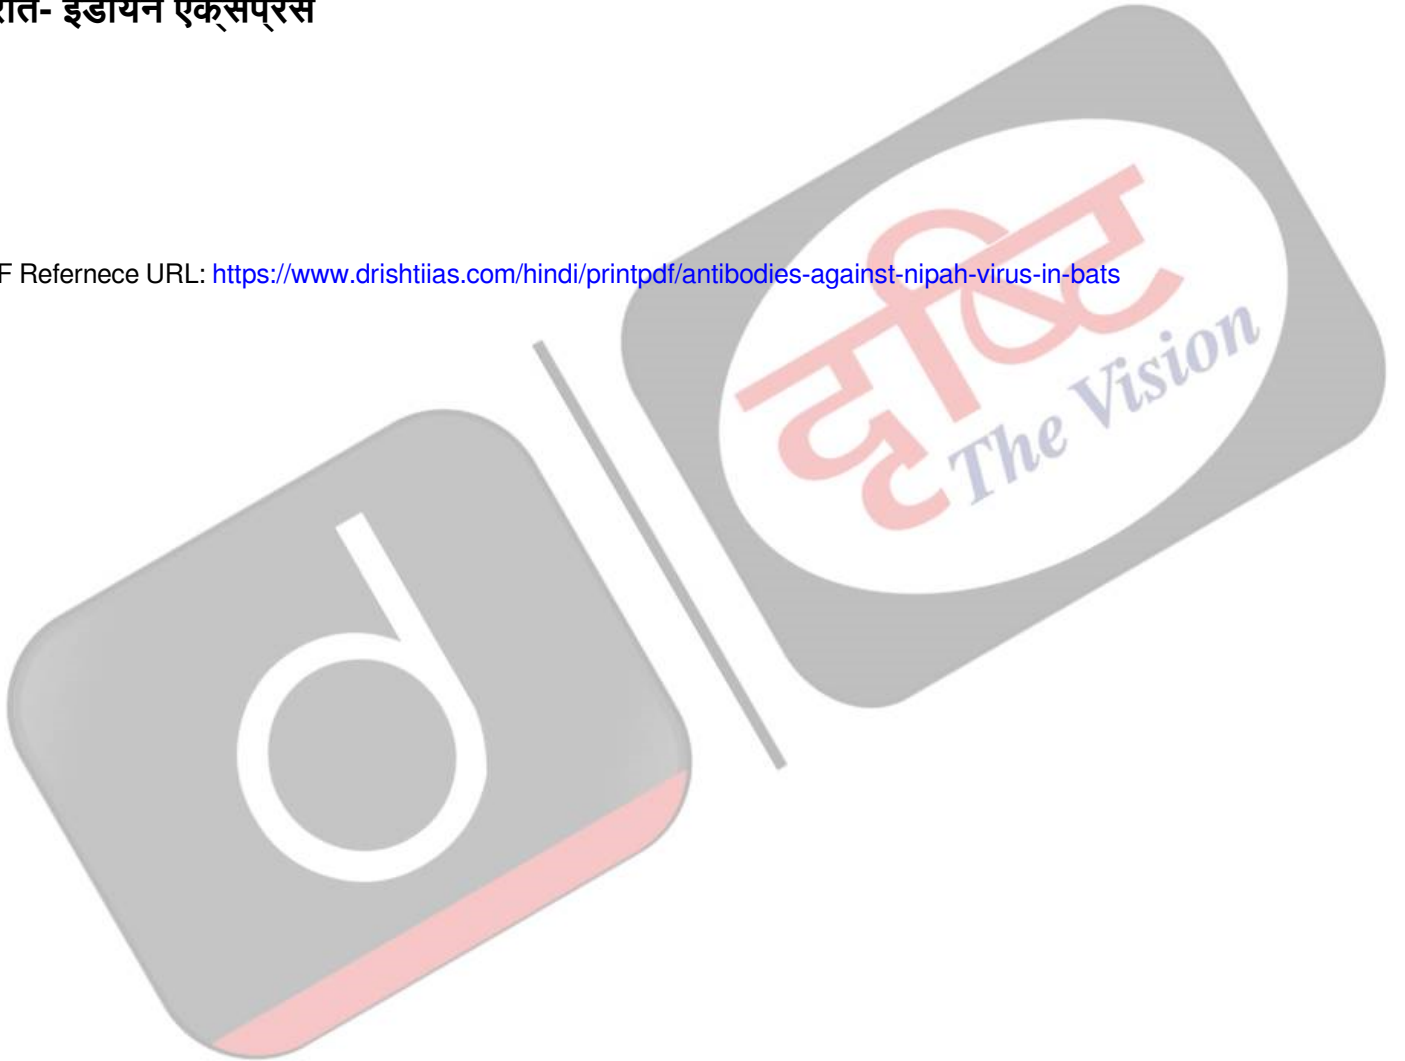 इंडियन एक्सप्रेस
F Refernece URL: https://www.drishtiias.com/hindi/printpdf/antibodies-against-nipah-virus-in-bats
दृष्टि
The Vision
d